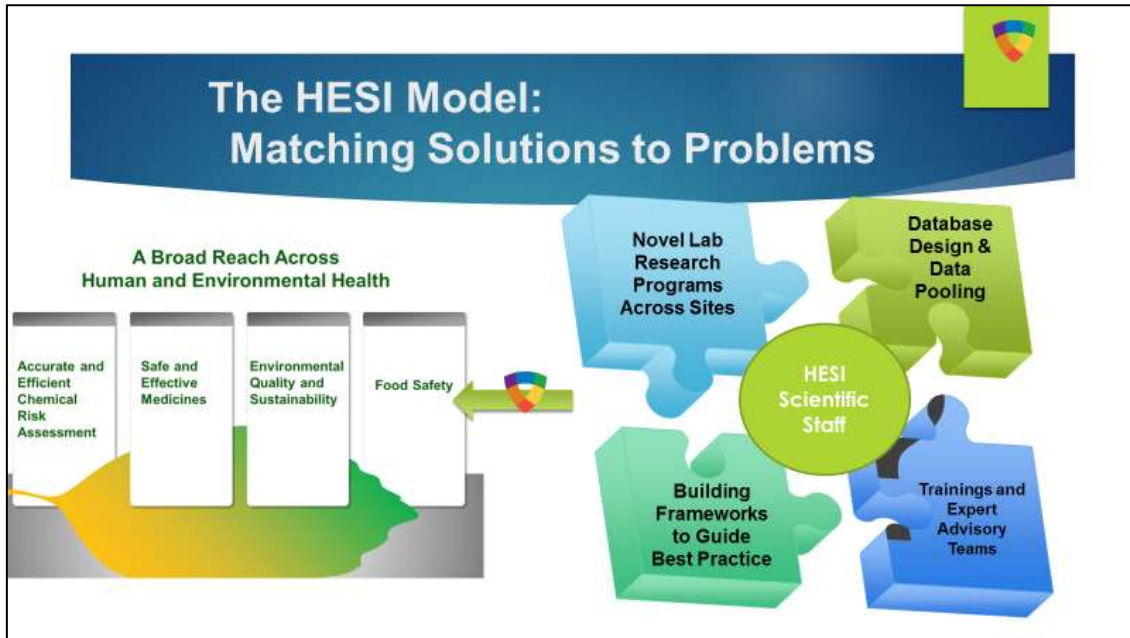 The HESI Model:
Matching Solutions to Problems
A Broad Reach Across
Human and Environmental Health
Accurate and
Efficient
Chemical
Risk
Assessment
Safe and
Effective
Medicines
Environmental
Quality and
Sustainability
Food Safety
Novel Lab
Research
Programs
Across Sites
Database
Design &
Data
Pooling
HESI
Scientific
Staff
Building
Frameworks
to Guide
Best Practice
Trainings and
Expert
Advisory
Teams